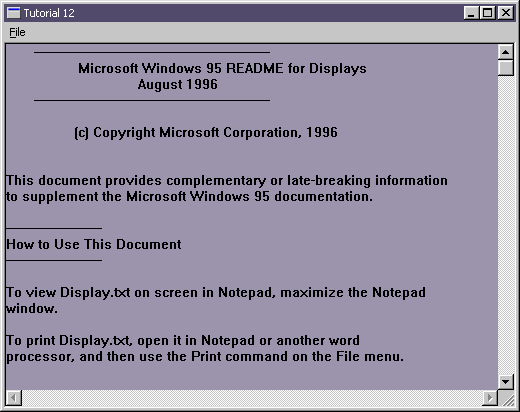 Tutorial 12
File
Microsoft Windows 95 README for Displays
August 1996
(c) Copyright Microsoft Corporation, 1996
This document provides complementary or late-breaking information
to supplement the Microsoft Windows 95 documentation.
How to Use This Document
To view Display.txt on screen in Notepad, maximize the Notepad
window.
To print Display.txt, open it in Notepad or another word
processor, and then use the Print command on the File menu.